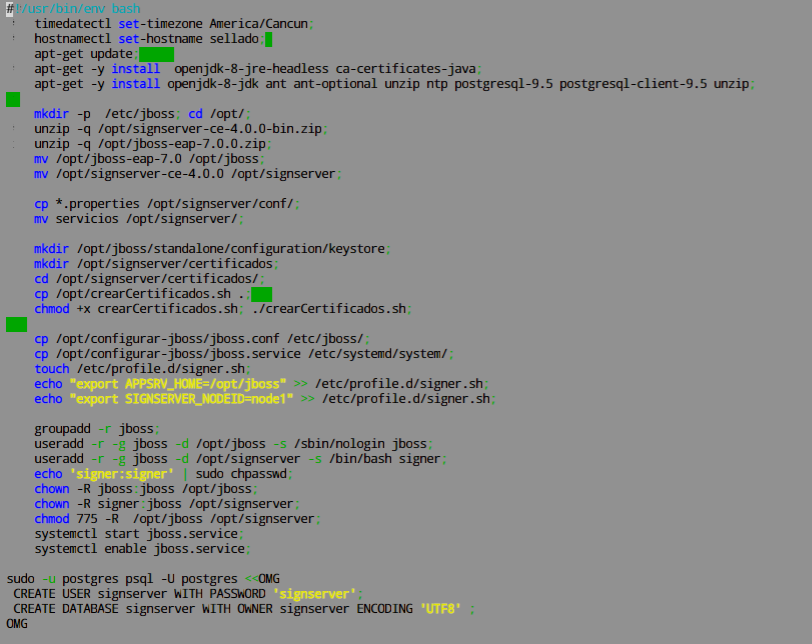 #!/usr/bin/env bash
timedatectl set-timezone America/Cancun;
hostnamectl set-hostname sellado;
apt-get update;
apt-get -y install  openjdk-8-jre-headless ca-certificates-java;
apt-get -y install openjdk-8-jdk ant ant-optional unzip ntp postgresql-9.5 postgresql-client-9.5 unzip;
mkdir -p  /etc/jboss; cd /opt/;
unzip -q /opt/signserver-ce-4.0.0-bin.zip;
unzip -q /opt/jboss-eap-7.0.0.zip;
mv /opt/jboss-eap-7.0 /opt/jboss;
mv /opt/signserver-ce-4.0.0 /opt/signserver;
cp *.properties /opt/signserver/conf/;
mv servicios /opt/signserver/;
mkdir /opt/jboss/standalone/configuration/keystore;
mkdir /opt/signserver/certificados;
cd /opt/signserver/certificados/;
cp /opt/crearCertificados.sh .;
chmod +x crearCertificados.sh; ./crearCertificados.sh;
cp /opt/configurar-jboss/jboss.conf /etc/jboss/;
cp /opt/configurar-jboss/jboss.service /etc/systemd/system/;
touch /etc/profile.d/signer.sh;
echo "export APPSRV_HOME=/opt/jboss" >> /etc/profile.d/signer.sh;
echo "export SIGNSERVER_NODEID=node1" >> /etc/profile.d/signer.sh;
groupadd -r jboss;
useradd -r -g jboss -d /opt/jboss -s /sbin/nologin jboss;
useradd -r -g jboss -d /opt/signserver -s /bin/bash signer;
echo 'signer:signer' | sudo chpasswd;
chown -R jboss:jboss /opt/jboss;
chown -R signer:jboss /opt/signserver;
chmod 775 -R  /opt/jboss /opt/signserver;
systemctl start jboss.service;
systemctl enable jboss.service;
sudo -u postgres psql -U postgres <<OMG
CREATE USER signserver WITH PASSWORD 'signserver';
CREATE DATABASE signserver WITH OWNER signserver ENCODING 'UTF8' ;
OMG